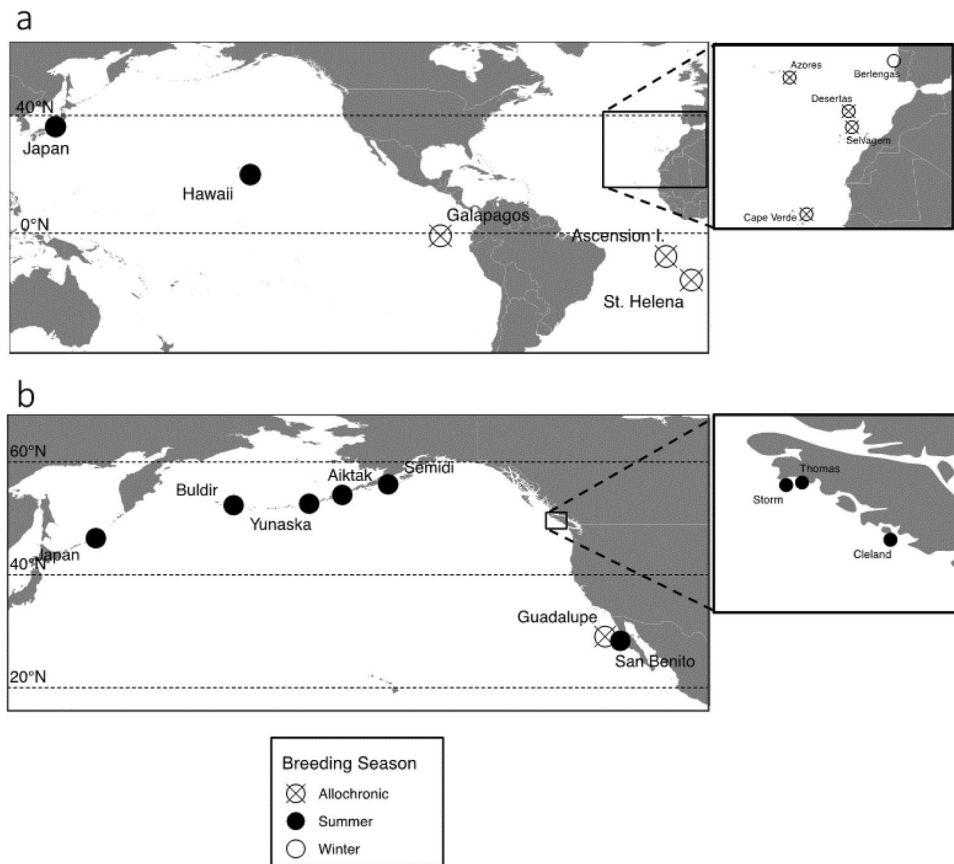 a
40°N
Japan
Hawaii
0°N
Galapagos
Ascension I.
St. Helena
Azores
Berlengas
Desertas
Selvagem
Cape Verde
b
60°N
Buldir
Yunaska
Aiktak
Semidi
Japan
40°N
Guadalupe
San Benito
20°N
Thomas
Storm
Cleland
Breeding Season
Allochronic
Summer
Winter